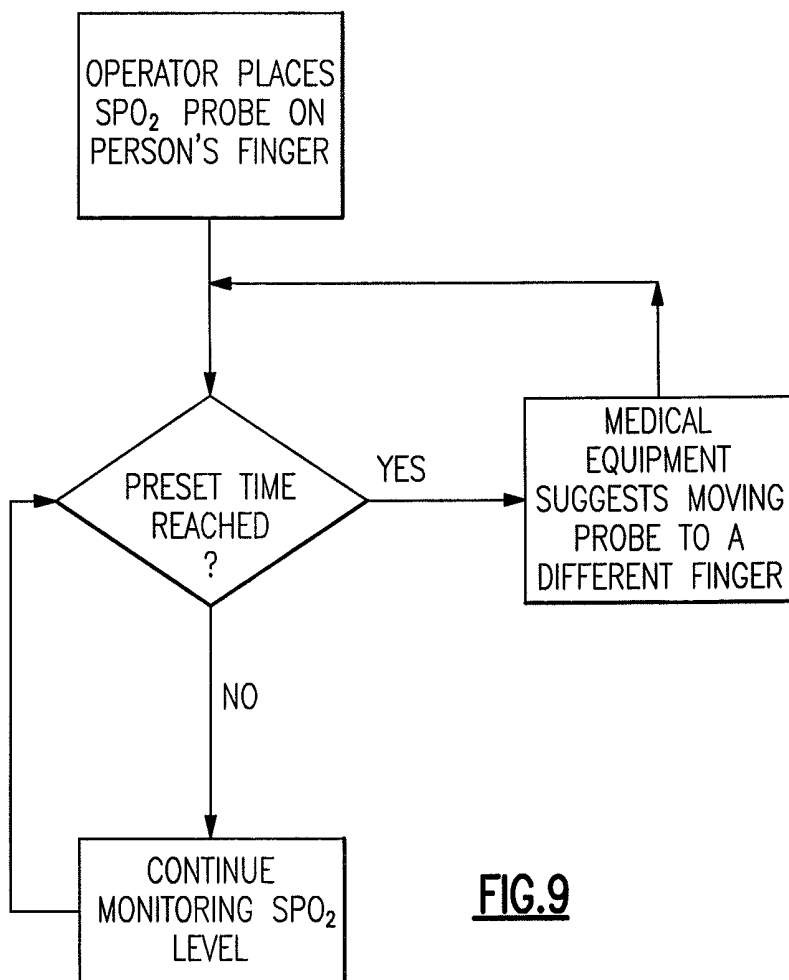 OPERATOR PLACES
SPO₂ PROBE ON
PERSON'S FINGER
PRESET TIME
REACHED
?
YES
MEDICAL
EQUIPMENT
SUGGESTS MOVING
PROBE TO A
DIFFERENT FINGER
NO
CONTINUE
MONITORING SPO₂
LEVEL
FIG.9